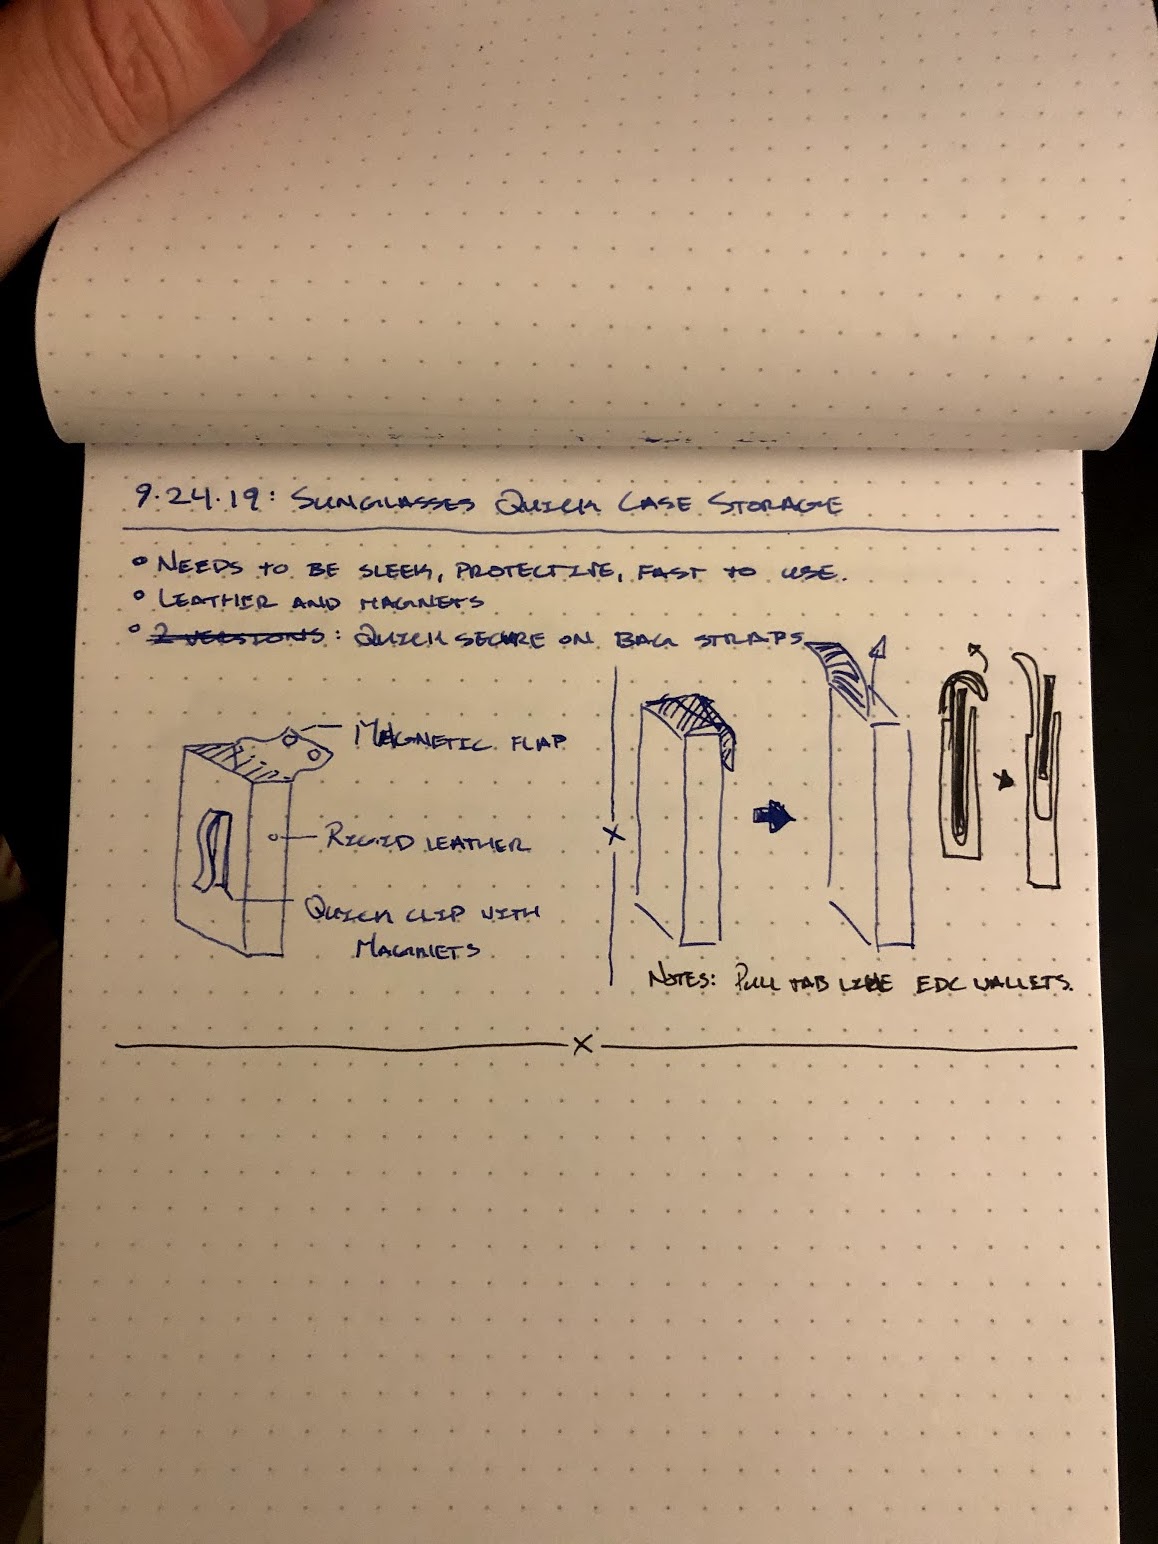 9.24.19: SUNGLASSES QUICK CASE STORAGE
° NEEDS TO BE SLEEK, PROTECTIVE, FAST TO USE.
° LEATHER AND MAGNETS
° 2 VERSIONS: QUICK SECURE ON BAG STRAPS
MAGNETIC FLAP
RIGID LEATHER
QUICK CLIP WITH
MAGNETS
NOTES: PULL TAB LIKE EDC WALLETS.